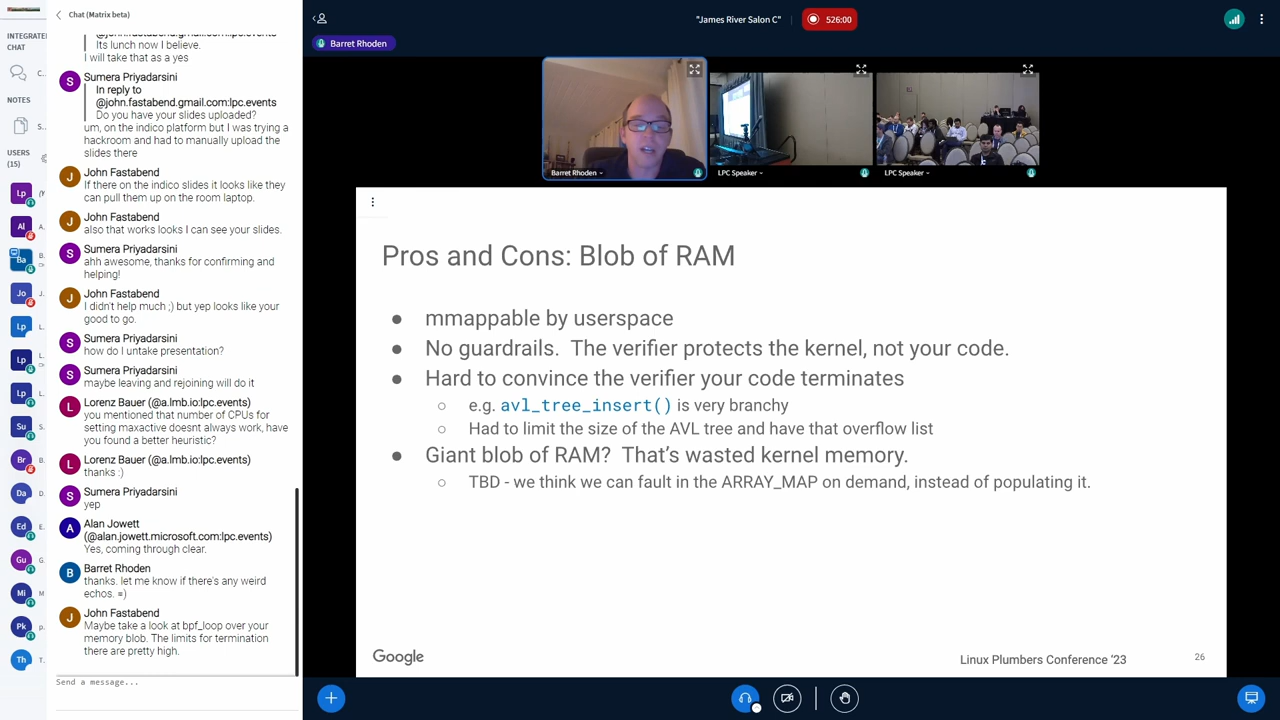 Chat (Matrix beta)
INTEGRATE
CHAT
C.
NOTES
S..
USERS
(15)
@john.fastabend.gmail.com:lpc.events
Its lunch now I believe.
I will take that as a yes
Sumera Priyadarsini
In reply to
@john.fastabend.gmail.com:lpc.events
Do you have your slides uploaded?
um, on the indico platform but I was trying a
hackroom and had to manually upload the
slides there
John Fastabend
If there on the indico slides it looks like they
can pull them up on the room laptop.
John Fastabend
also that works looks I can see your slides.
Sumera Priyadarsini
ahh awesome, thanks for confirming and
helping!
John Fastabend
I didn't help much ;) but yep looks like your
good to go.
Sumera Priyadarsini
how do I untake presentation?
Sumera Priyadarsini
maybe leaving and rejoining will do it
Lorenz Bauer (@a.lmb.io:lpc.events)
you mentioned that number of CPUs for
setting maxactive doesnt always work, have
you found a better heuristic?
Lorenz Bauer (@a.lmb.io:lpc.events)
thanks :)
Sumera Priyadarsini
yep
Alan Jowett
(@alan.jowett.microsoft.com:lpc.events)
Yes, coming through clear.
Barret Rhoden
thanks. let me know if there's any weird
echos. =)
John Fastabend
Maybe take a look at bpf_loop over your
memory blob. The limits for termination
there are pretty high.
Send a message...
"James River Salon C"
526:00
Barret Rhoden
Barret Rhoden
LPC Speaker
LPC Speaker
Pros and Cons: Blob of RAM
● mmappable by userspace
● No guardrails. The verifier protects the kernel, not your code.
● Hard to convince the verifier your code terminates
○ e.g. avl_tree_insert() is very branchy
○ Had to limit the size of the AVL tree and have that overflow list
● Giant blob of RAM? That's wasted kernel memory.
○ TBD - we think we can fault in the ARRAY_MAP on demand, instead of populating it.
Google
Linux Plumbers Conference '23
26